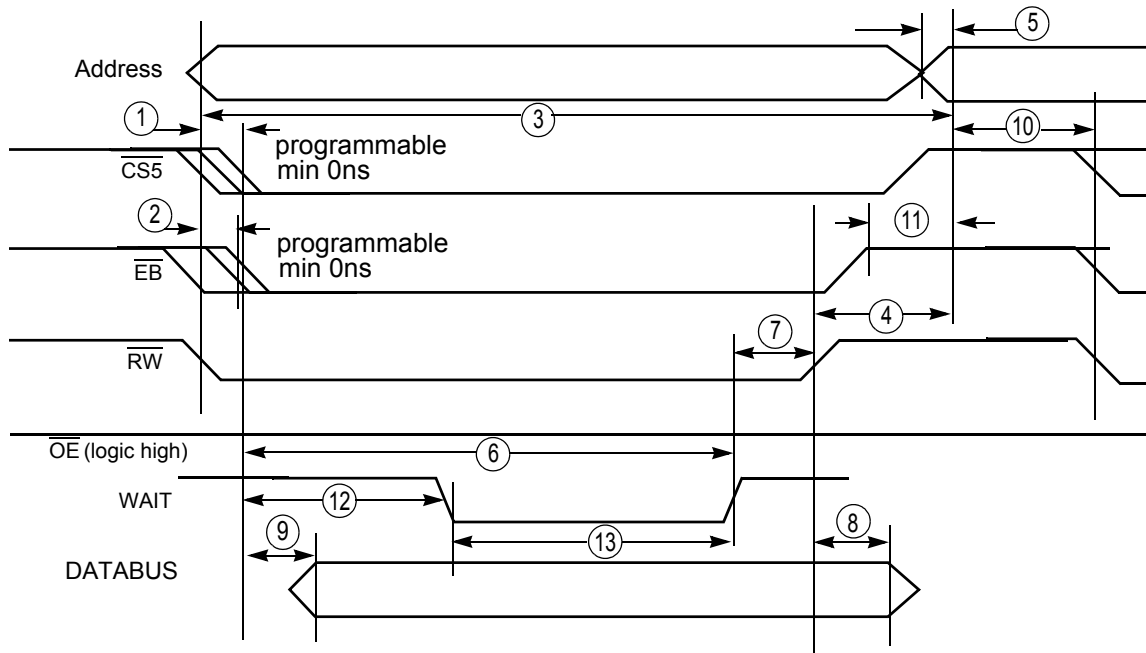 5
Address
1
3
10
programmable
min 0ns
CS5
2
11
programmable
min 0ns
EB
7
4
RW
OE (logic high)
6
WAIT
12
9
13
8
DATABUS